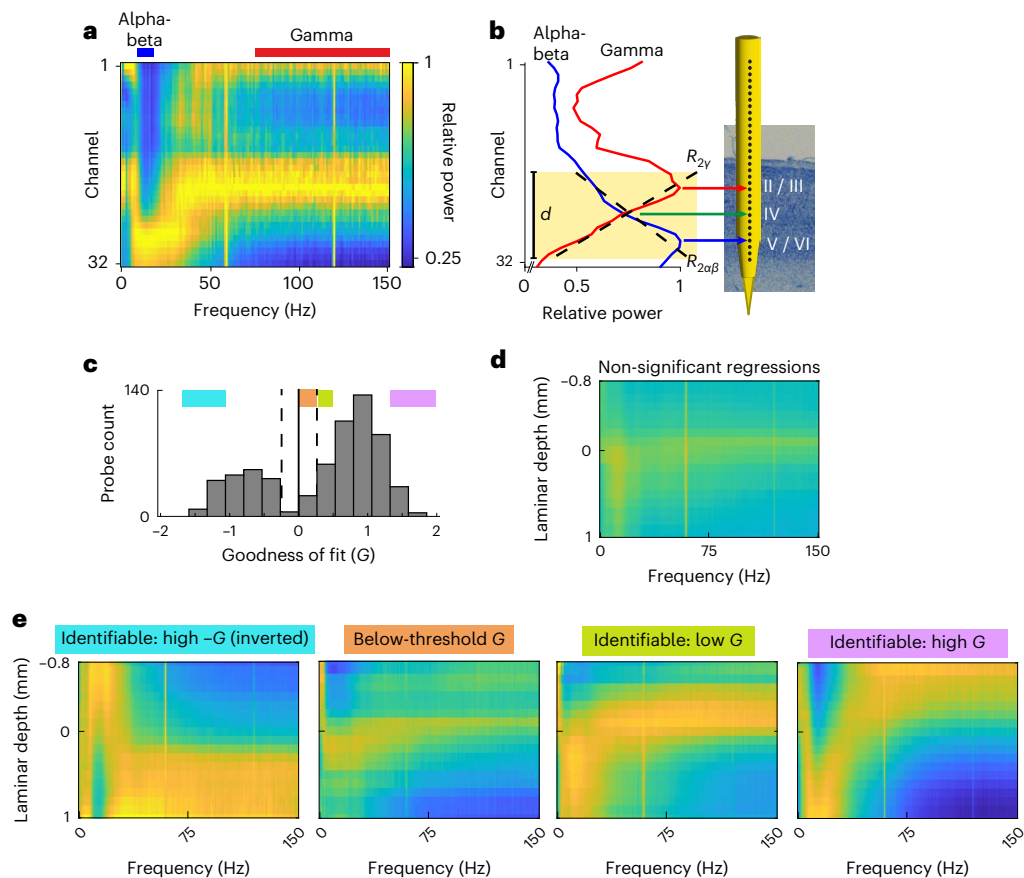 a
Alpha-
beta
Gamma
1
Channel
32
0
50
100
150
Frequency (Hz)
1
Relative power
0.25
b
Alpha-
beta
Gamma
1
Channel
32
d
R2γ
R2αβ
II / III
IV
V / VI
0
0.5
1
Relative power
c
140
Probe count
0
−2
−1
0
1
2
Goodness of fit (G)
d
Non-significant regressions
−0.8
Laminar depth (mm)
0
1
0
75
150
Frequency (Hz)
e
Identifiable: high –G (inverted)
Below-threshold G
Identifiable: low G
Identifiable: high G
−0.8
Laminar depth (mm)
0
1
0
75
150
Frequency (Hz)
0
75
150
Frequency (Hz)
0
75
150
Frequency (Hz)
0
75
150
Frequency (Hz)